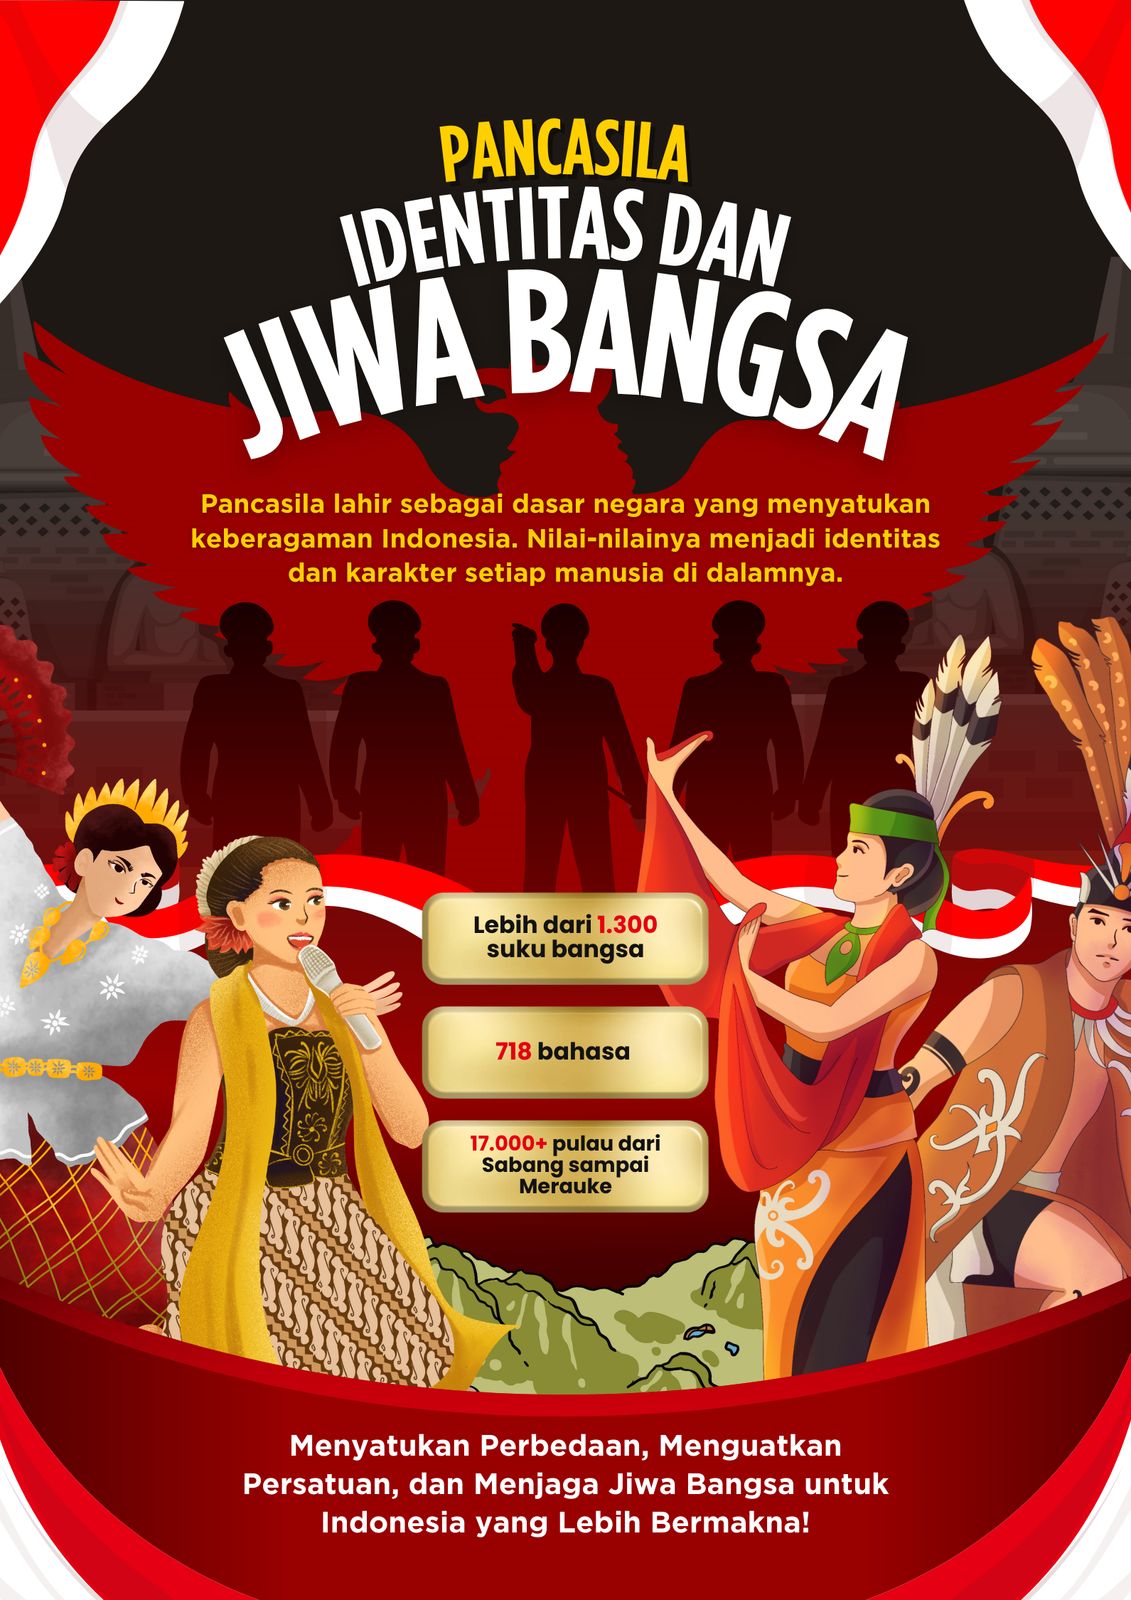 PANCASILA
IDENTITAS DAN
JIWA BANGSA
Pancasila lahir sebagai dasar negara yang menyatukan
keberagaman Indonesia. Nilai-nilainya menjadi identitas
dan karakter setiap manusia di dalamnya.
Lebih dari 1.300
suku bangsa
718 bahasa
17.000+ pulau dari
Sabang sampai
Merauke
Menyatukan Perbedaan, Menguatkan
Persatuan, dan Menjaga Jiwa Bangsa untuk
Indonesia yang Lebih Bermakna!